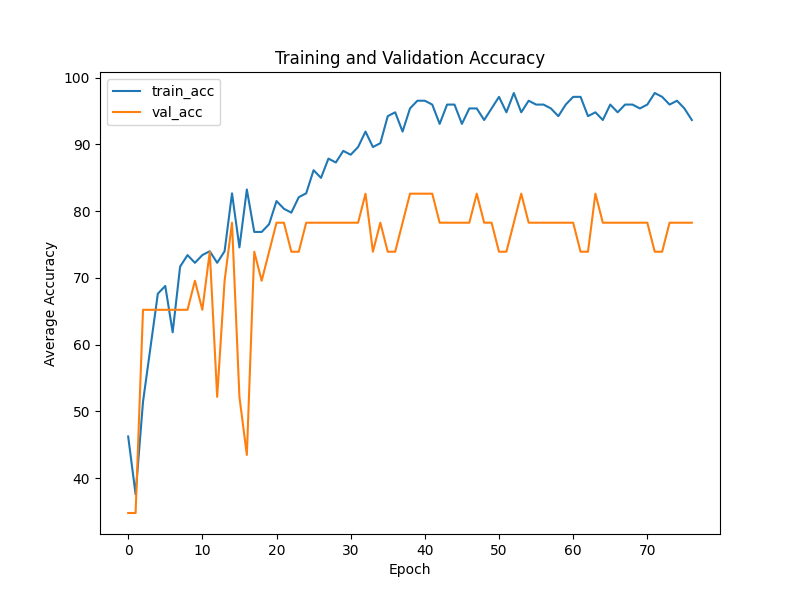 Training and Validation Accuracy
train_acc
val_acc
Average Accuracy
100
90
80
70
60
50
40
0 10 20 30 40 50 60 70
Epoch